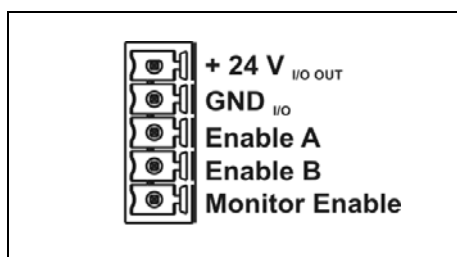 + 24 V I/O OUT
GND I/O
Enable A
Enable B
Monitor Enable